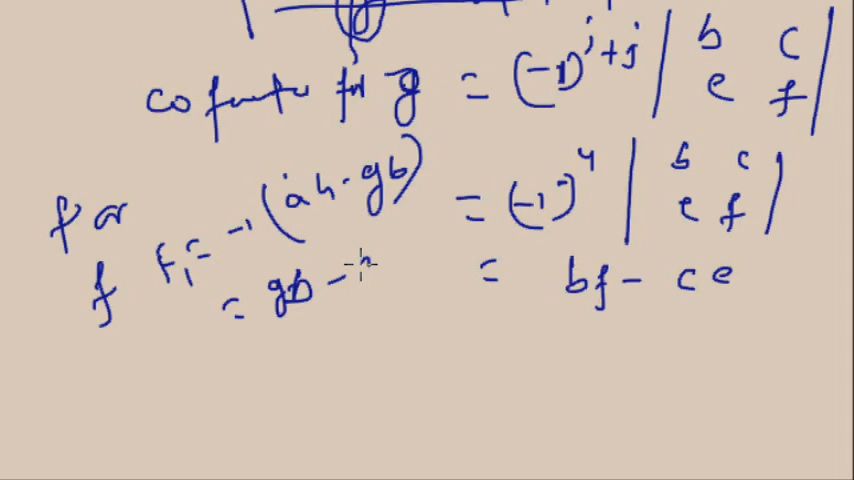 cofactor for g = (-1)^{i+j} | b c |
| e f |
for f F₁ = -1 (ah - gb)
= gb -
= (-1)^4 | b c |
| e f |
= bf - ce